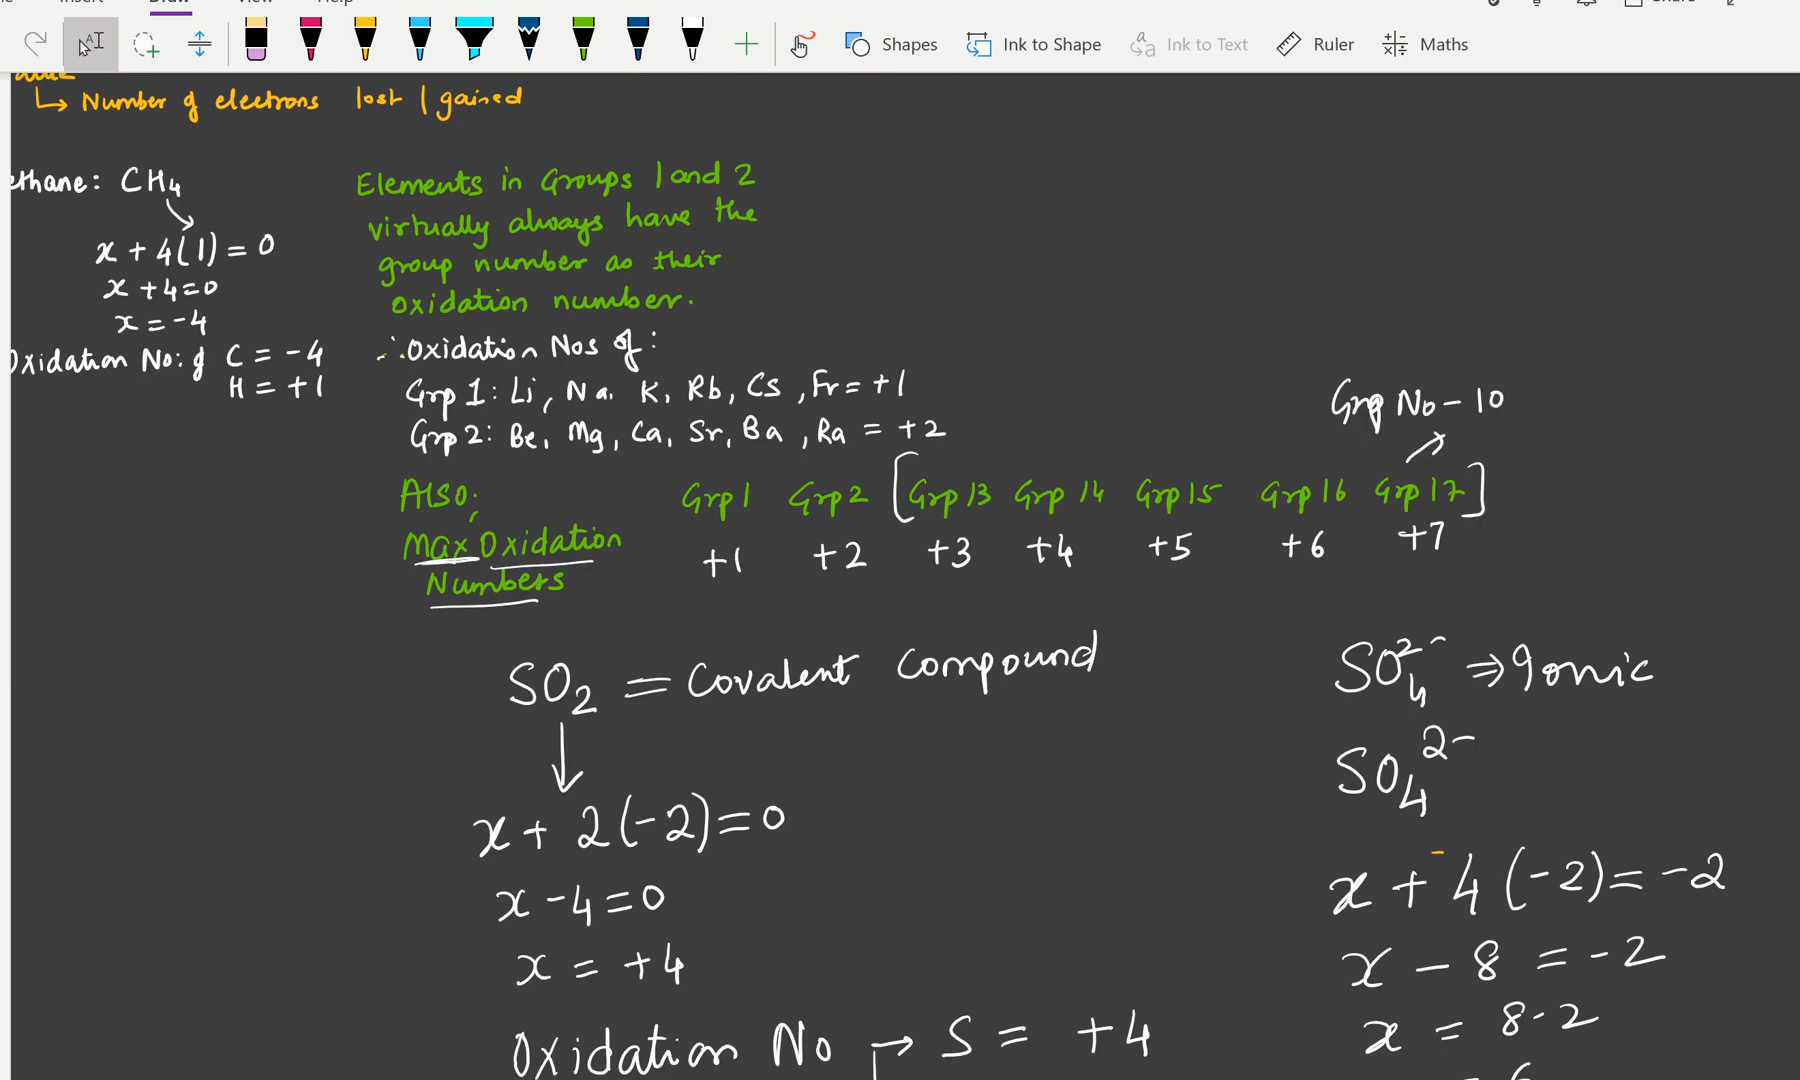 Insert Draw View Help
Share
Shapes
Ink to Shape
Ink to Text
Ruler
Maths
↳ Number of electrons lost / gained
ethane: CH4
x + 4(1) = 0
x + 4 = 0
x = -4
Oxidation No: of C = -4
H = +1
Elements in Groups 1 and 2
virtually always have the
group number as their
oxidation number.
∴ Oxidation Nos of:
Grp 1: Li, Na, K, Rb, Cs, Fr = +1
Grp 2: Be, Mg, Ca, Sr, Ba, Ra = +2
Grp No - 10
Also, Grp 1 Grp 2 [Grp 13 Grp 14 Grp 15 Grp 16 Grp 17]
Max Oxidation +1 +2 +3 +4 +5 +6 +7
Numbers
SO2 = Covalent Compound
x + 2(-2) = 0
x - 4 = 0
x = +4
Oxidation No → S = +4
SO4 2- ⇒ Ionic
SO4 2-
x + 4(-2) = -2
x - 8 = -2
x = 8 - 2